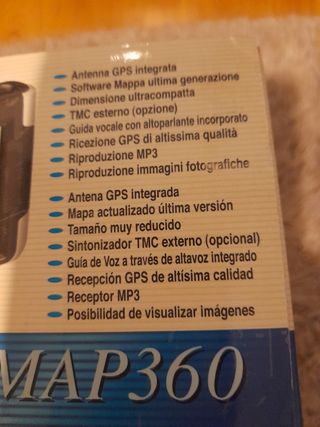 Antenna GPS integrata
Software Mappa ultima generazione
Dimensione ultracompatta
TMC esterno (opzione)
Guida vocale con altoparlante incorporato
Ricezione GPS di altissima qualità
Riproduzione MP3
Riproduzione immagini fotografiche
Antena GPS integrada
Mapa actualizado última versión
Tamaño muy reducido
Sintonizador TMC externo (opcional)
Guía de Voz a través de altavoz integrado
Recepción GPS de altísima calidad
Receptor MP3
Posibilidad de visualizar imágenes
MAP360